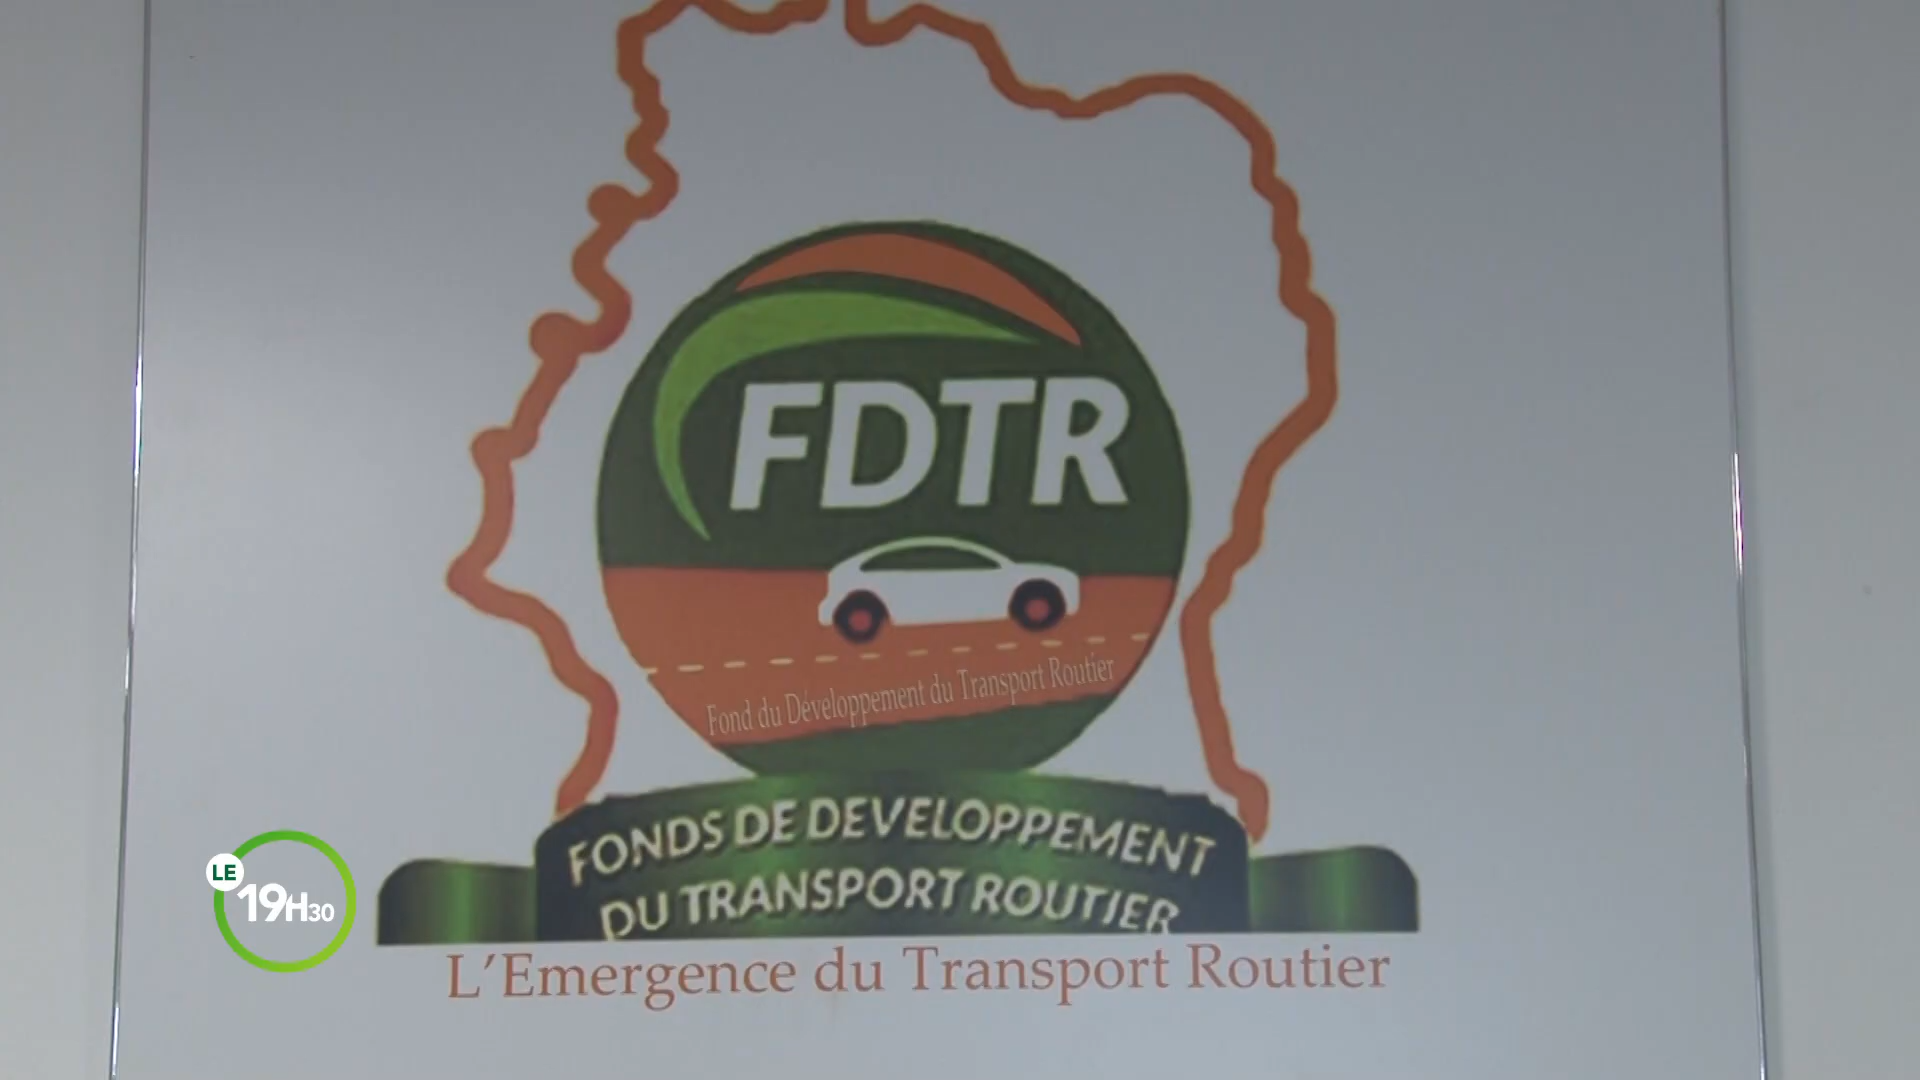 FDTR
Fond du Développement du Transport Routier
FONDS DE DEVELOPPEMENT
DU TRANSPORT ROUTIER
L'Emergence du Transport Routier
LE
19H30